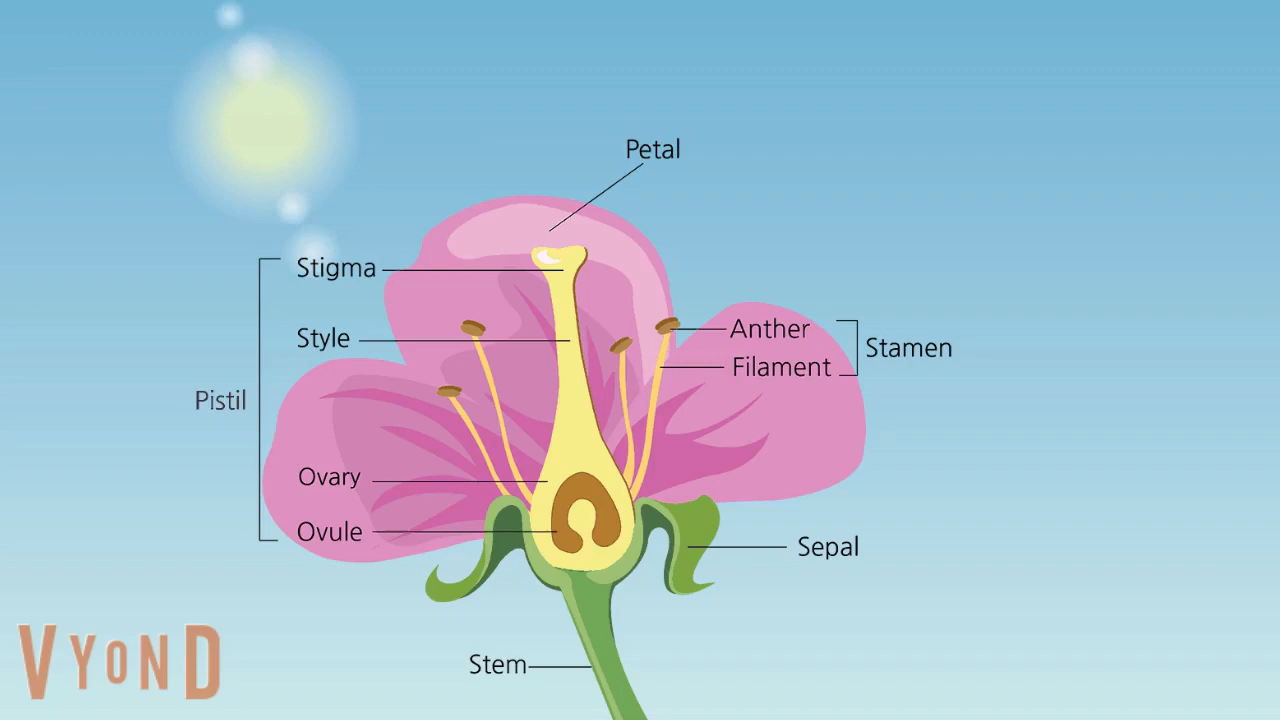 Petal
Stigma
Style
Pistil
Ovary
Ovule
Anther
Filament
Stamen
Sepal
Stem
VYOND